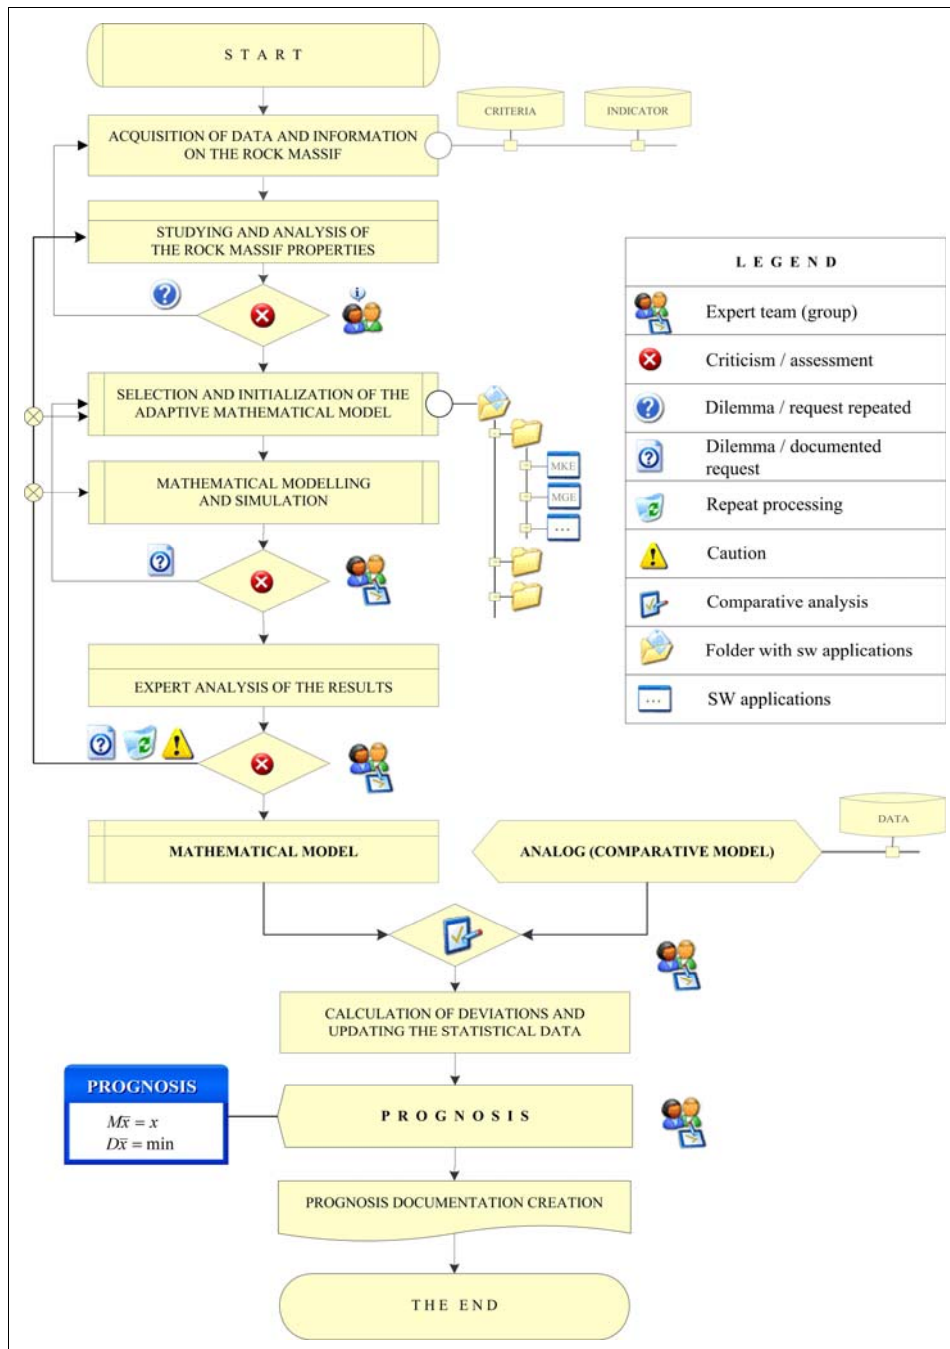 S T A R T
CRITERIA
INDICATOR
ACQUISITION OF DATA AND INFORMATION
ON THE ROCK MASSIF
STUDYING AND ANALYSIS OF
THE ROCK MASSIF PROPERTIES
L E G E N D
Expert team (group)
Criticism / assessment
Dilemma / request repeated
Dilemma / documented
request
Repeat processing
Caution
Comparative analysis
Folder with sw applications
...
SW applications
SELECTION AND INITIALIZATION OF THE
ADAPTIVE MATHEMATICAL MODEL
MKE
MGE
...
MATHEMATICAL MODELLING
AND SIMULATION
EXPERT ANALYSIS OF THE RESULTS
DATA
MATHEMATICAL MODEL
ANALOG (COMPARATIVE MODEL)
CALCULATION OF DEVIATIONS AND
UPDATING THE STATISTICAL DATA
PROGNOSIS
Mx̅ = x
Dx̅ = min
P R O G N O S I S
PROGNOSIS DOCUMENTATION CREATION
T H E E N D